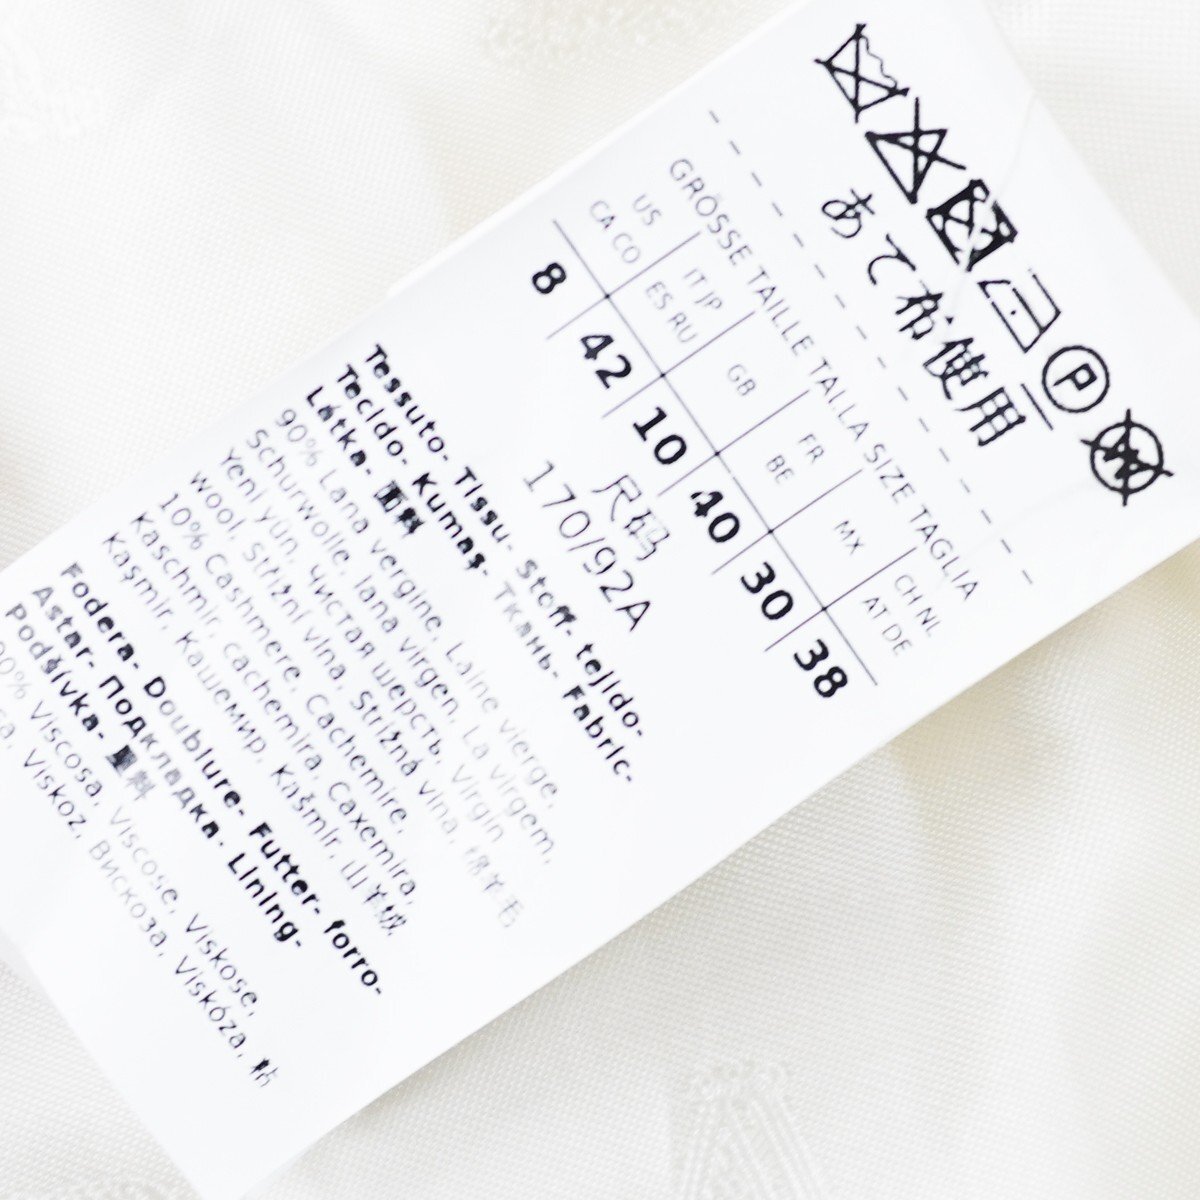 P
W
あて布使用
GRÖSSE TAILLE TALLA SIZE TAGLIA
US IT JP GB FR MX CH NL
CA CO ES RU BE AT DE
8 42 10 40 30 38
尺码
170/92A
Tessuto- Tissu- Stoff- tejido-
Tecido- Kumaş- Ткань- Fabric-
Látka- 面料
90% Lana vergine, Laine vierge,
Schurwolle, lana virgen, La virgem,
Yeni yün, Чистая шерсть, Virgin
wool, Střižní vlna, Strižná vlna, 绵羊毛
10% Cashmere, Cachemire,
Kaschmir, cachemira, Caxemira,
Kaşmir, Кашемир, Kašmír, 山羊绒
Fodera- Doublure- Futter- forro-
Astar- Подкладка- Lining-
Podšívka- 里料
Viscosa, Viscose, Viskose,
Viskoz, Вискоза, Viskóza,